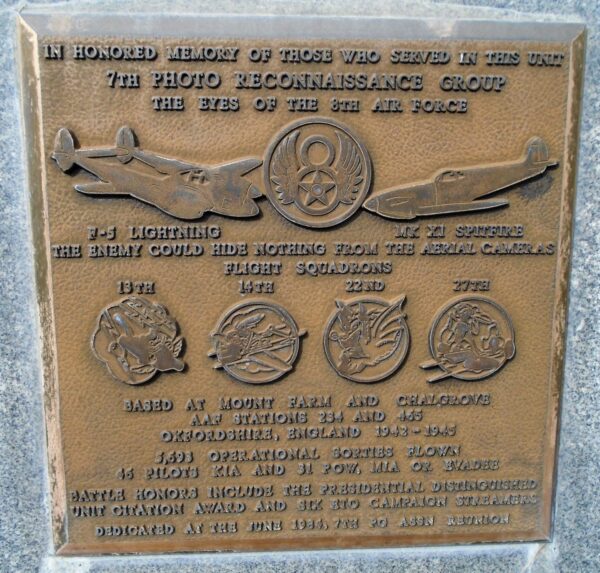 IN HONORED MEMORY OF THOSE WHO SERVED IN THIS UNIT
7TH PHOTO RECONNAISSANCE GROUP
THE EYES OF THE 8TH AIR FORCE
F-5 LIGHTNING MK XI SPITFIRE
THE ENEMY COULD HIDE NOTHING FROM THE AERIAL CAMERAS
FLIGHT SQUADRONS
13TH 14TH 22ND 27TH
BASED AT MOUNT FARM AND CHALGROVE
AAF STATIONS 234 AND 465
OXFORDSHIRE, ENGLAND 1942-1945
5,693 OPERATIONAL SORTIES FLOWN
46 PILOTS KIA AND 31 POW, MIA OR EVADEE
BATTLE HONORS INCLUDE THE PRESIDENTIAL DISTINGUISHED
UNIT CITATION AWARD AND SIX ETO CAMPAIGN STREAMERS
DEDICATED AT THE JUNE 1986, 7TH PG ASSN REUNION